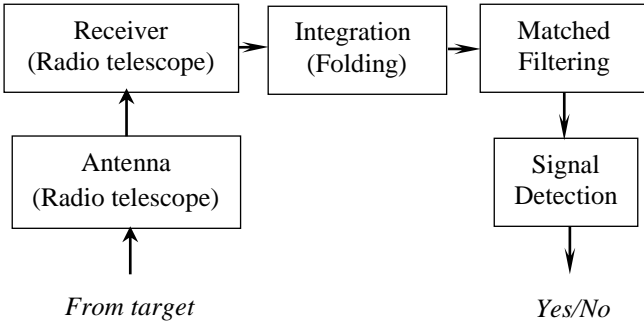 Receiver
(Radio telescope)
Integration
(Folding)
Matched
Filtering
Antenna
(Radio telescope)
Signal
Detection
From target
Yes/No